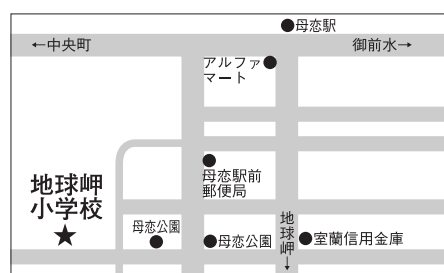 母恋駅
←中央町
御前水→
アルファ
マート
母恋駅前
郵便局
地球岬
小学校
母恋公園
母恋公園
地球岬↓
室蘭信用金庫